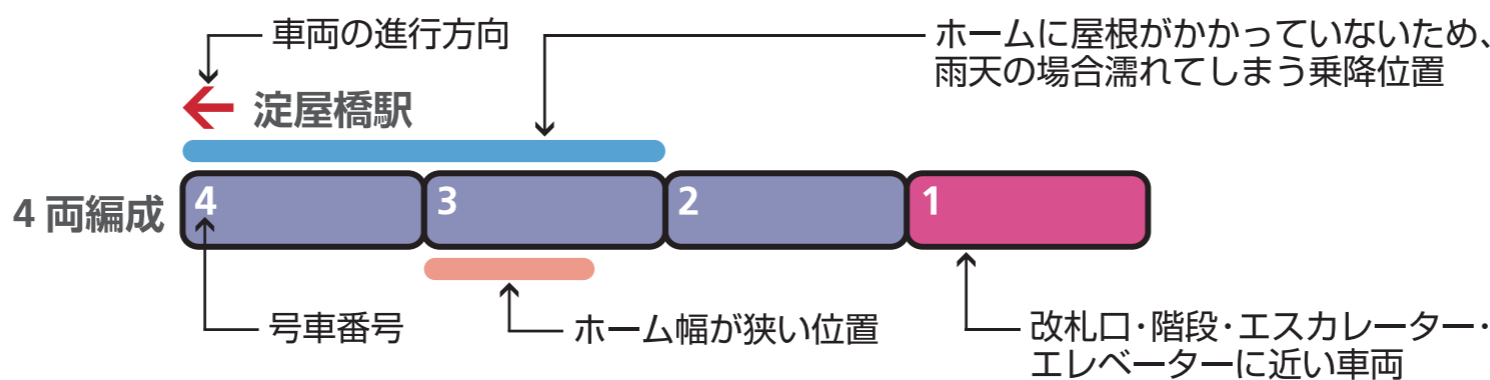 車両の進行方向
ホームに屋根がかかっていないため、
雨天の場合濡れてしまう乗降位置
淀屋橋駅
4両編成
4
3
2
1
号車番号
ホーム幅が狭い位置
改札口・階段・エスカレーター・
エレベーターに近い車両